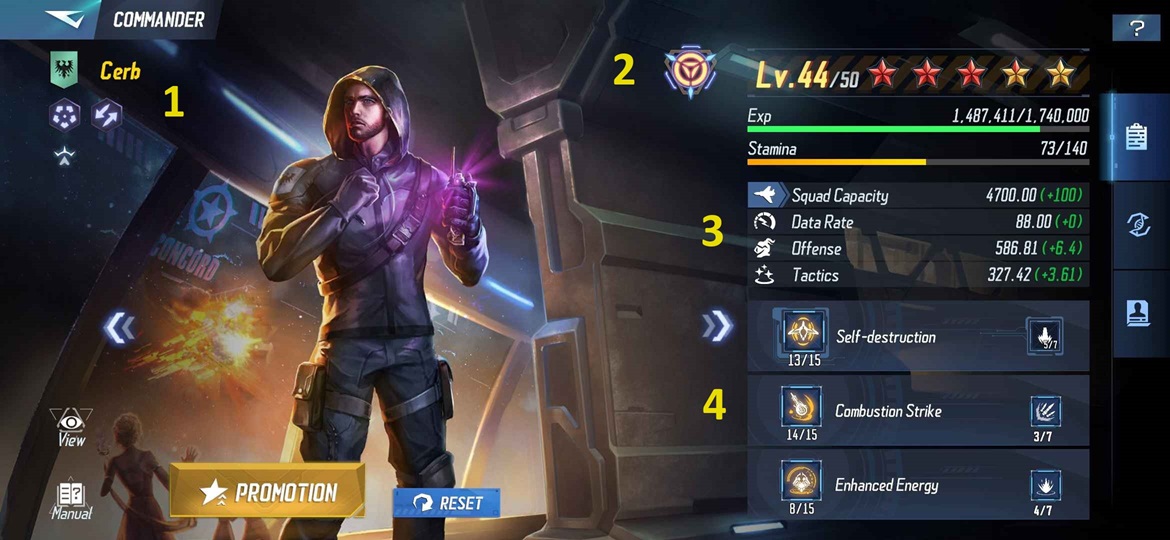 COMMANDER
?
Cerb
1
2
Lv.44/50
Exp 1,487,411/1,740,000
Stamina 73/140
3
Squad Capacity 4700.00 (+100)
Data Rate 88.00 (+0)
Offense 586.81 (+6.4)
Tactics 327.42 (+3.61)
CONCORD
4
Self-destruction
13/15
5/7
Combustion Strike
14/15
3/7
Enhanced Energy
8/15
4/7
View
Manual
PROMOTION
RESET